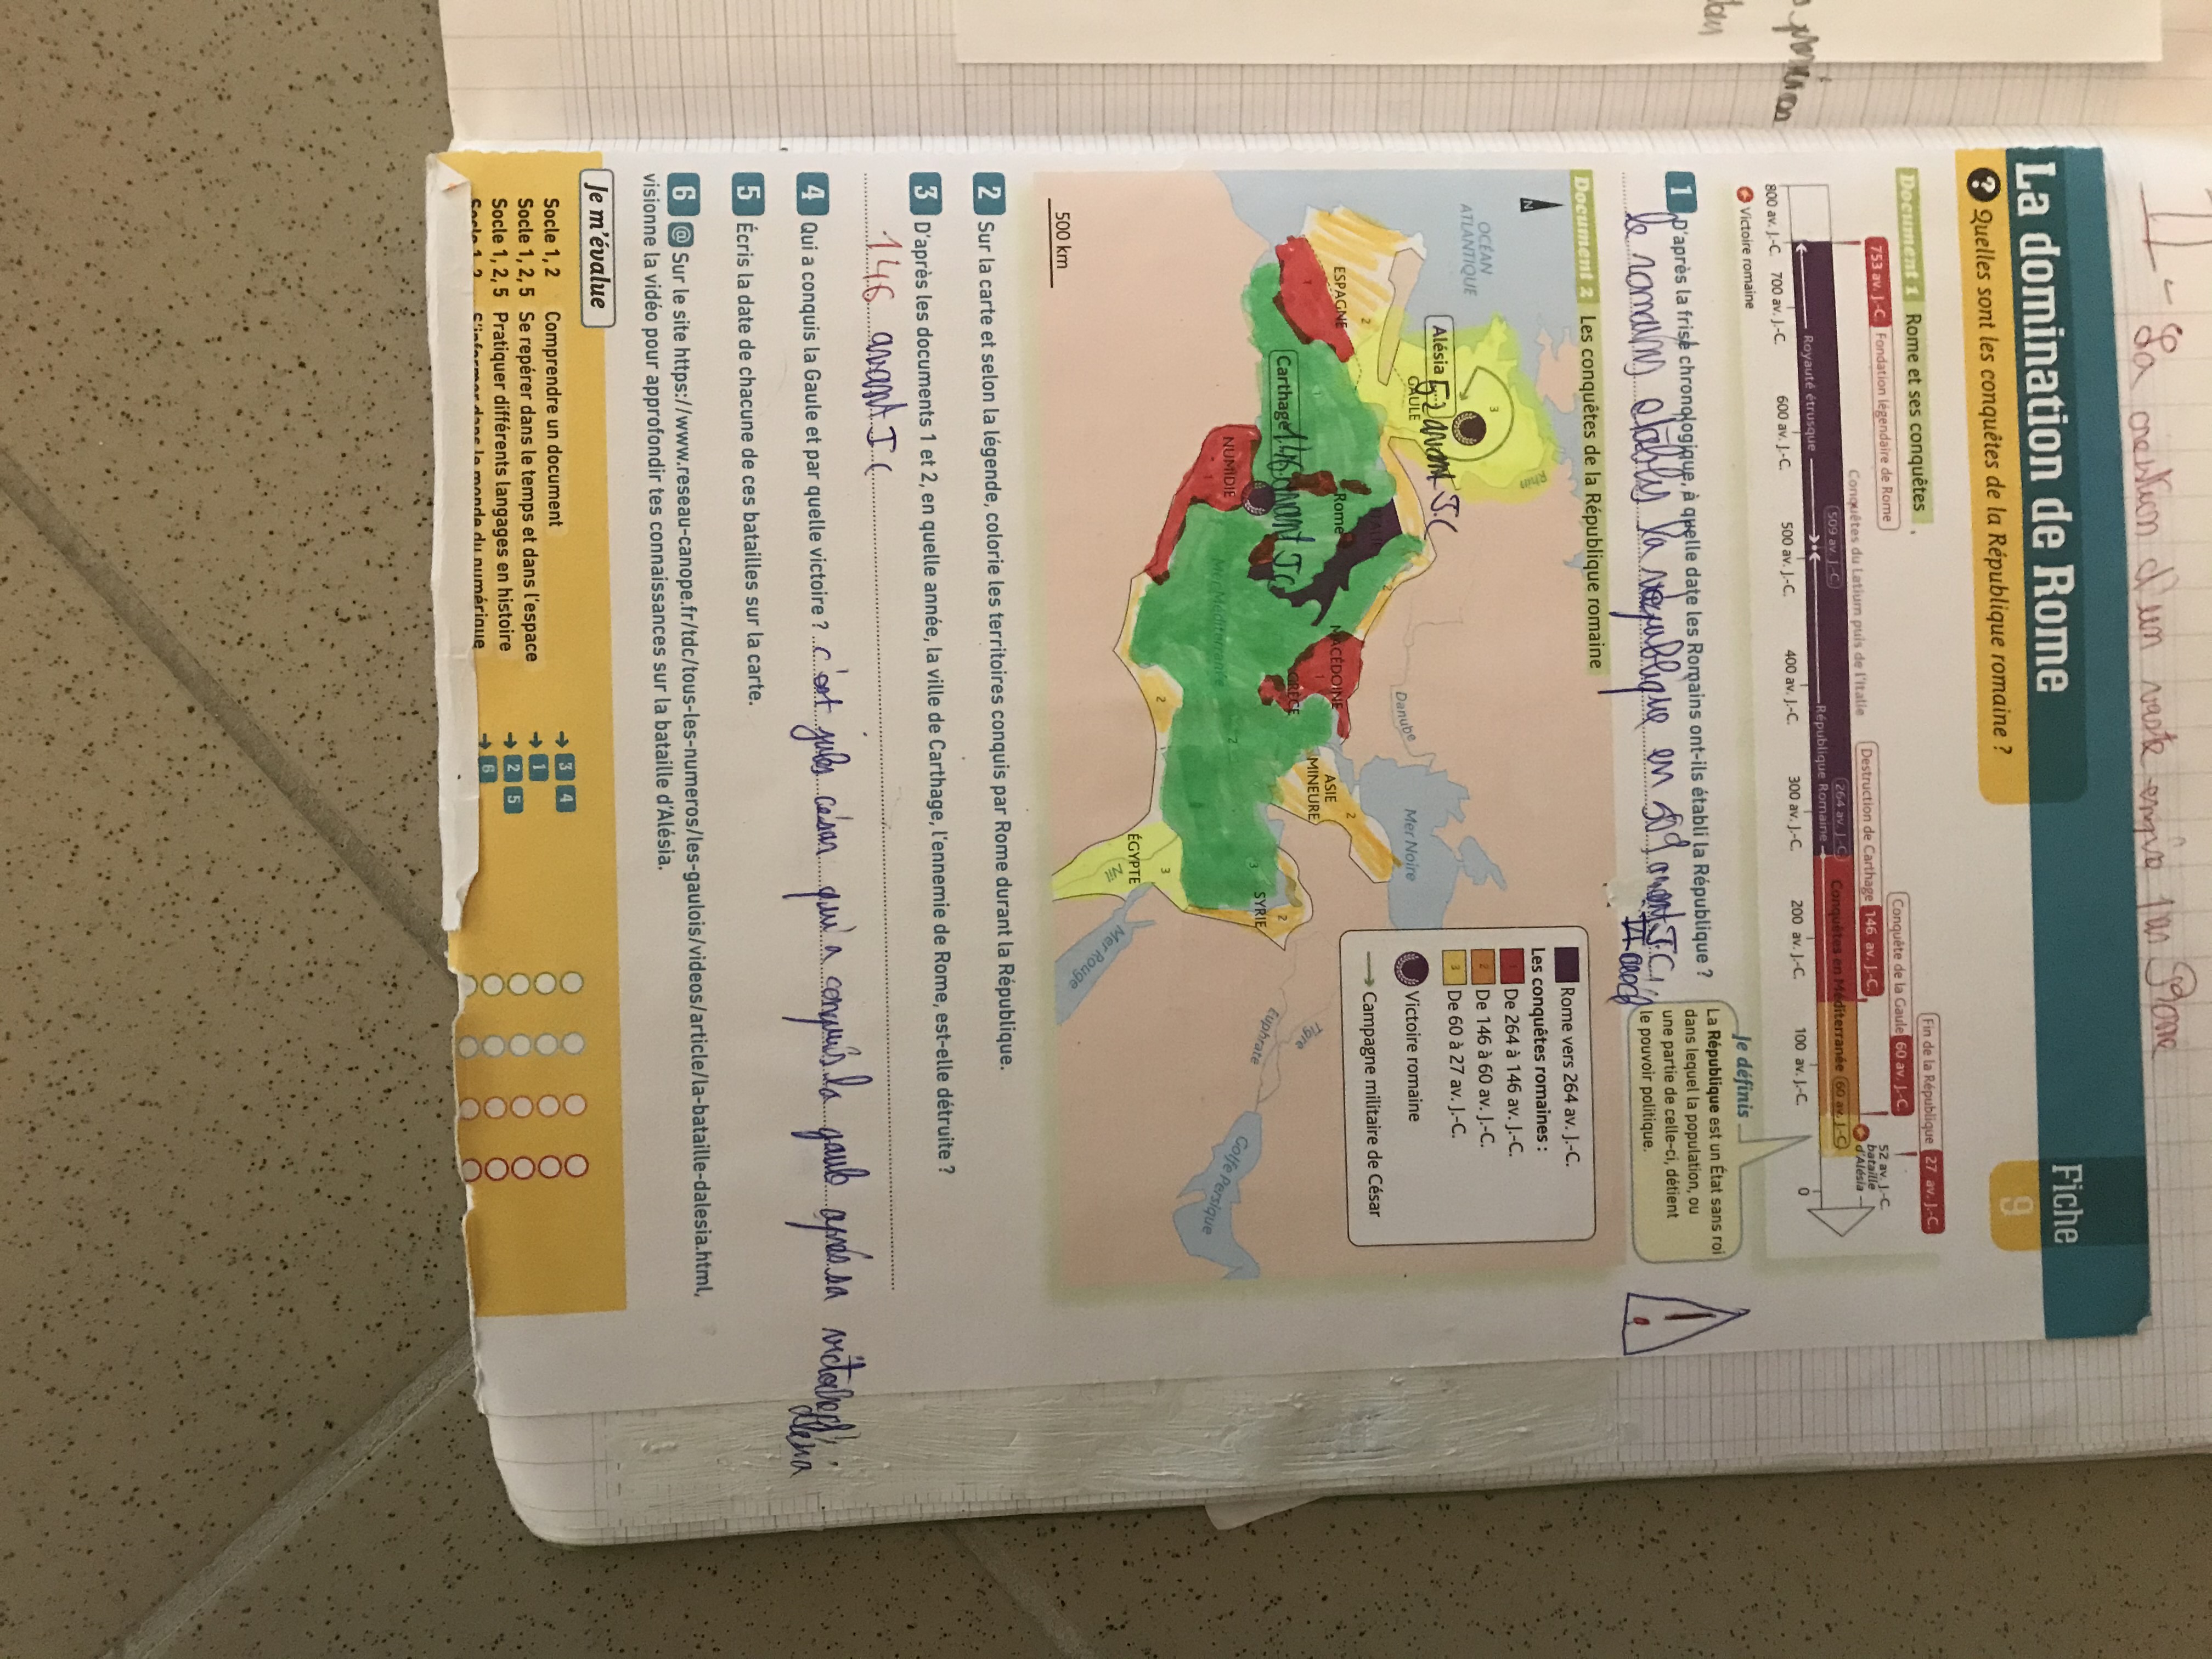 II - La création d'un vaste empire par Rome
La domination de Rome
Fiche
9
? Quelles sont les conquêtes de la République romaine ?
Document 1 Rome et ses conquêtes
753 av. J.-C. Fondation légendaire de Rome
Conquêtes du Latium puis de l'Italie
Destruction de Carthage 146 av. J.-C.
Conquête de la Gaule 60 av. J.-C.
Fin de la République 27 av. J.-C.
52 av. J.-C.
bataille
d'Alésia
509 av. J.-C.
264 av. J.-C.
Conquêtes en Méditerranée 60 av. J.-C.
Royauté étrusque
République Romaine
800 av. J.-C. 700 av. J.-C. 600 av. J.-C. 500 av. J.-C. 400 av. J.-C. 300 av. J.-C. 200 av. J.-C. 100 av. J.-C. 0
Victoire romaine
Je définis
La République est un État sans roi
dans lequel la population, ou
une partie de celle-ci, détient
le pouvoir politique.
1 D'après la frise chronologique, à quelle date les Romains ont-ils établi la République ?
le romains établi la république en 509 avant J.C
Document 2 Les conquêtes de la République romaine
N
OCÉAN
ATLANTIQUE
Rhin
Alésia 52 avant J.C
GAULE
3
ESPAGNE
2
1
Carthage 146 avant J.C
Rome
NUMIDIE
1
Mer Méditerranée
MACÉDOINE
1
GRÈCE
2
Danube
Mer Noire
ASIE
MINEURE
2
2
3
SYRIE
2
3
ÉGYPTE
Nil
Mer Rouge
Euphrate
Tigre
Golfe Persique
500 km
Rome vers 264 av. J.-C.
Les conquêtes romaines :
1 De 264 à 146 av. J.-C.
2 De 146 à 60 av. J.-C.
3 De 60 à 27 av. J.-C.
Victoire romaine
Campagne militaire de César
2 Sur la carte et selon la légende, colorie les territoires conquis par Rome durant la République.
3 D'après les documents 1 et 2, en quelle année, la ville de Carthage, l'ennemie de Rome, est-elle détruite ?
146 avant J C
4 Qui a conquis la Gaule et par quelle victoire ? c'est jules césar qui a conquis la gaule après sa victoire d'
alésia
5 Écris la date de chacune de ces batailles sur la carte.
6 @ Sur le site https://www.reseau-canope.fr/tdc/tous-les-numeros/les-gaulois/videos/article/la-bataille-dalesia.html,
visionne la vidéo pour approfondir tes connaissances sur la bataille d'Alésia.
Je m'évalue
Socle 1, 2 Comprendre un document → 3 4
Socle 1, 2, 5 Se repérer dans le temps et dans l'espace → 1
Socle 1, 2, 5 Pratiquer différents langages en histoire → 2 5
Socle 1, 2, 5 S'informer dans le monde du numérique → 6